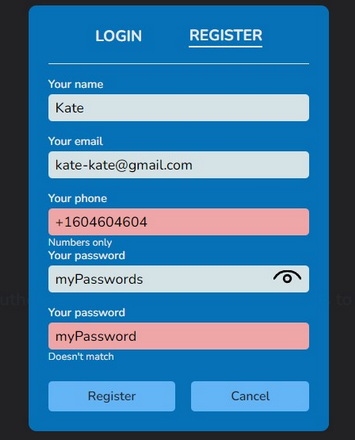 LOGIN REGISTER
Your name
Kate
Your email
kate-kate@gmail.com
Your phone
+1604604604
Numbers only
Your password
myPasswords
Your password
myPassword
Doesn't match
Register Cancel